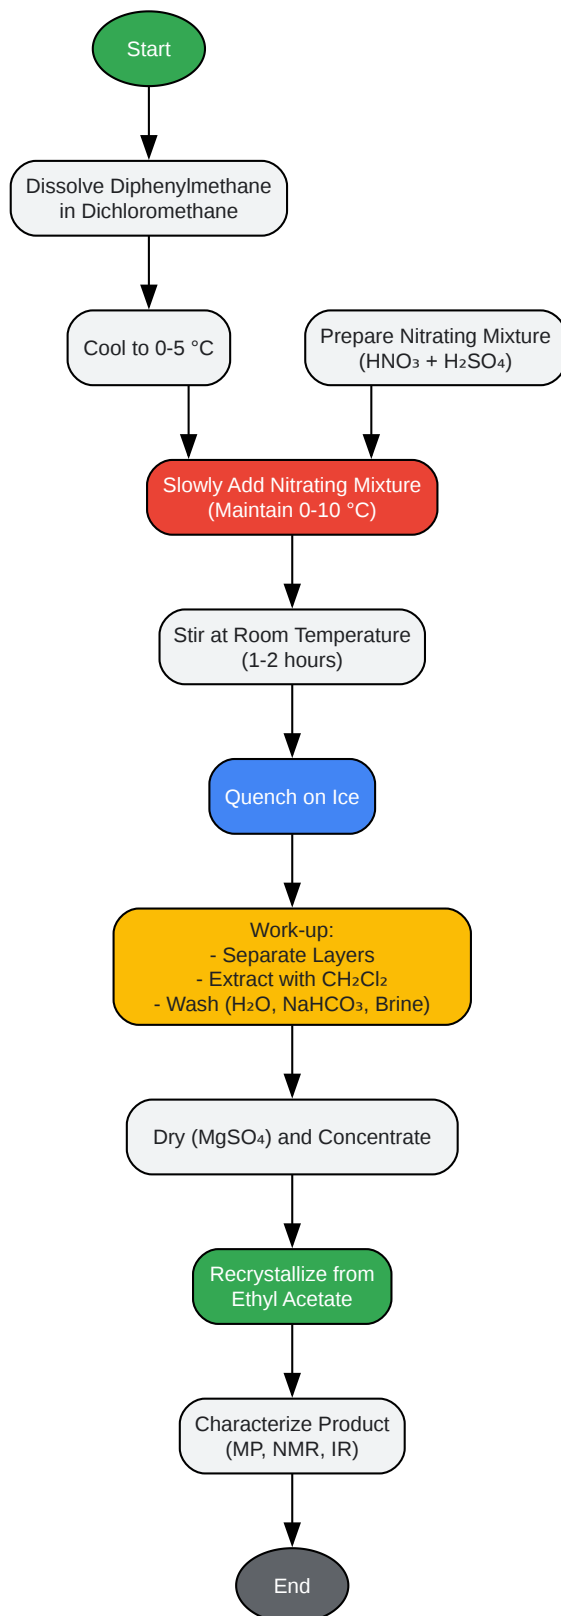 Start
Dissolve Diphenylmethane
in Dichloromethane
Cool to 0-5 °C
Prepare Nitrating Mixture
(HNO₃ + H₂SO₄)
Slowly Add Nitrating Mixture
(Maintain 0-10 °C)
Stir at Room Temperature
(1-2 hours)
Quench on Ice
Work-up:
- Separate Layers
- Extract with CH₂Cl₂
- Wash (H₂O, NaHCO₃, Brine)
Dry (MgSO₄) and Concentrate
Recrystallize from
Ethyl Acetate
Characterize Product
(MP, NMR, IR)
End